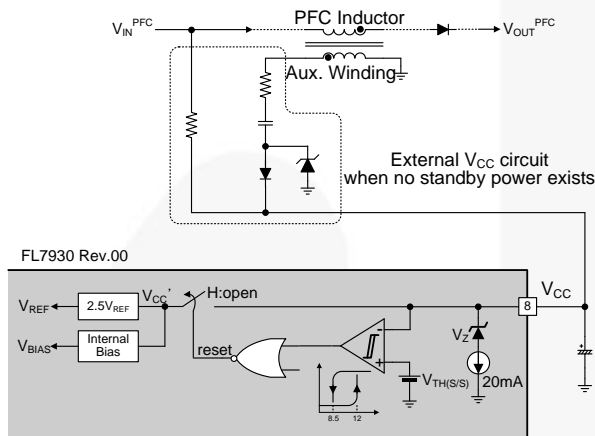 PFC Inductor
V_IN^PFC
V_OUT^PFC
Aux. Winding
External V_CC circuit
when no standby power exists
FL7930 Rev.00
V_REF
2.5V_REF
V_CC'
H:open
8
V_CC
V_BIAS
Internal
Bias
reset
-
+
V_Z
V_TH(S/S)
20mA
8.5
12
+